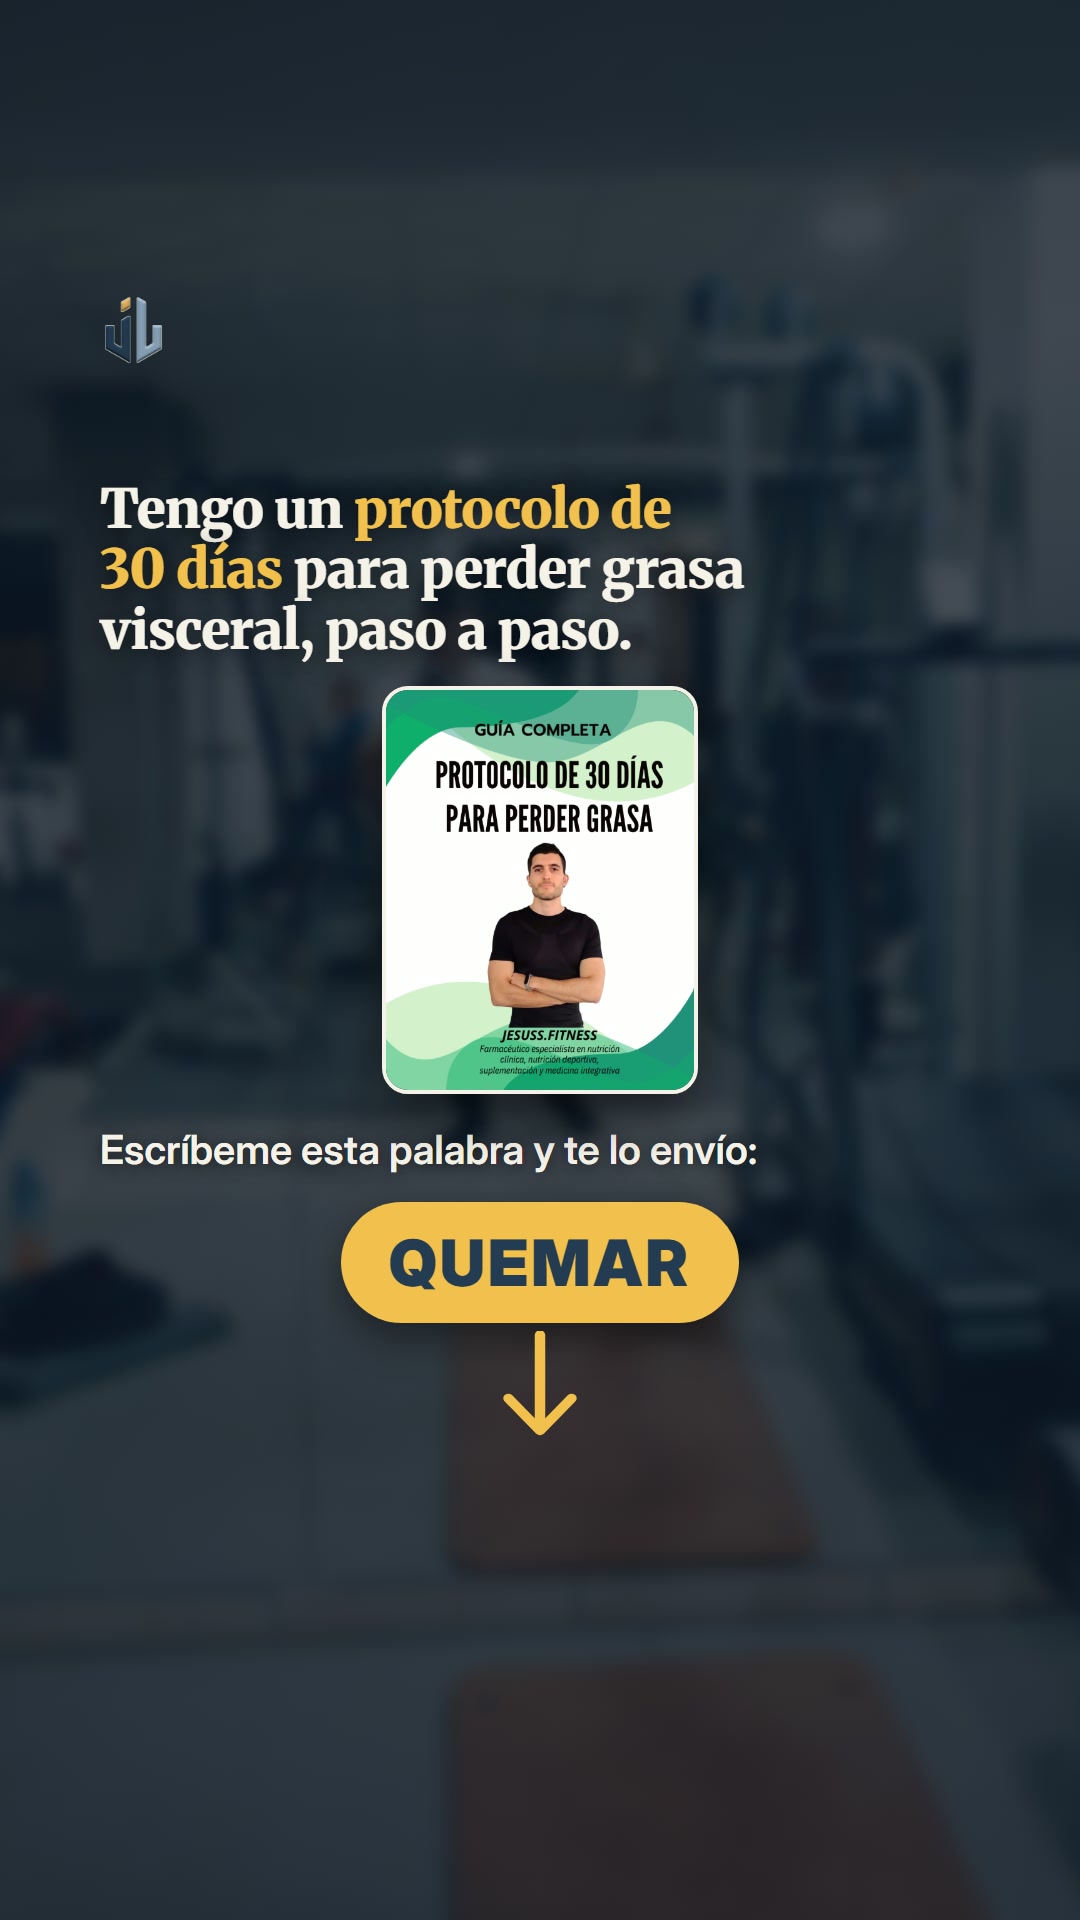 Tengo un protocolo de
30 días para perder grasa
visceral, paso a paso.
GUÍA COMPLETA
PROTOCOLO DE 30 DÍAS
PARA PERDER GRASA
JESUSS.FITNESS
Farmacéutico especialista en nutrición
clínica, nutrición deportiva,
suplementación y medicina integrativa
Escríbeme esta palabra y te lo envío:
QUEMAR